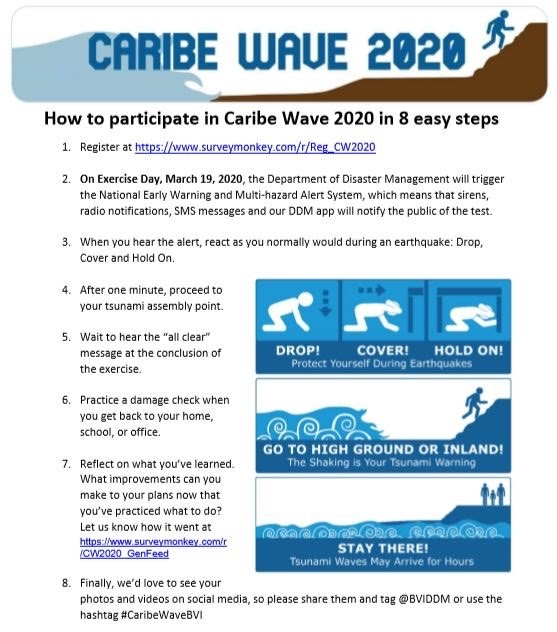 CARIBE WAVE 2020
How to participate in Caribe Wave 2020 in 8 easy steps
1. Register at https://www.surveymonkey.com/r/Reg_CW2020
2. On Exercise Day, March 19, 2020, the Department of Disaster Management will trigger
the National Early Warning and Multi-hazard Alert System, which means that sirens,
radio notifications, SMS messages and our DDM app will notify the public of the test.
3. When you hear the alert, react as you normally would during an earthquake: Drop,
Cover and Hold On.
4. After one minute, proceed to
your tsunami assembly point.
5. Wait to hear the “all clear”
message at the conclusion of
the exercise.
6. Practice a damage check when
you get back to your home,
school, or office.
7. Reflect on what you’ve learned.
What improvements can you
make to your plans now that
you’ve practiced what to do?
Let us know how it went at
https://www.surveymonkey.com/r
/CW2020_GenFeed
DROP! COVER! HOLD ON!
Protect Yourself During Earthquakes
GO TO HIGH GROUND OR INLAND!
The Shaking is Your Tsunami Warning
STAY THERE!
Tsunami Waves May Arrive for Hours
8. Finally, we’d love to see your
photos and videos on social media, so please share them and tag @BVIDDM or use the
hashtag #CaribeWaveBVI